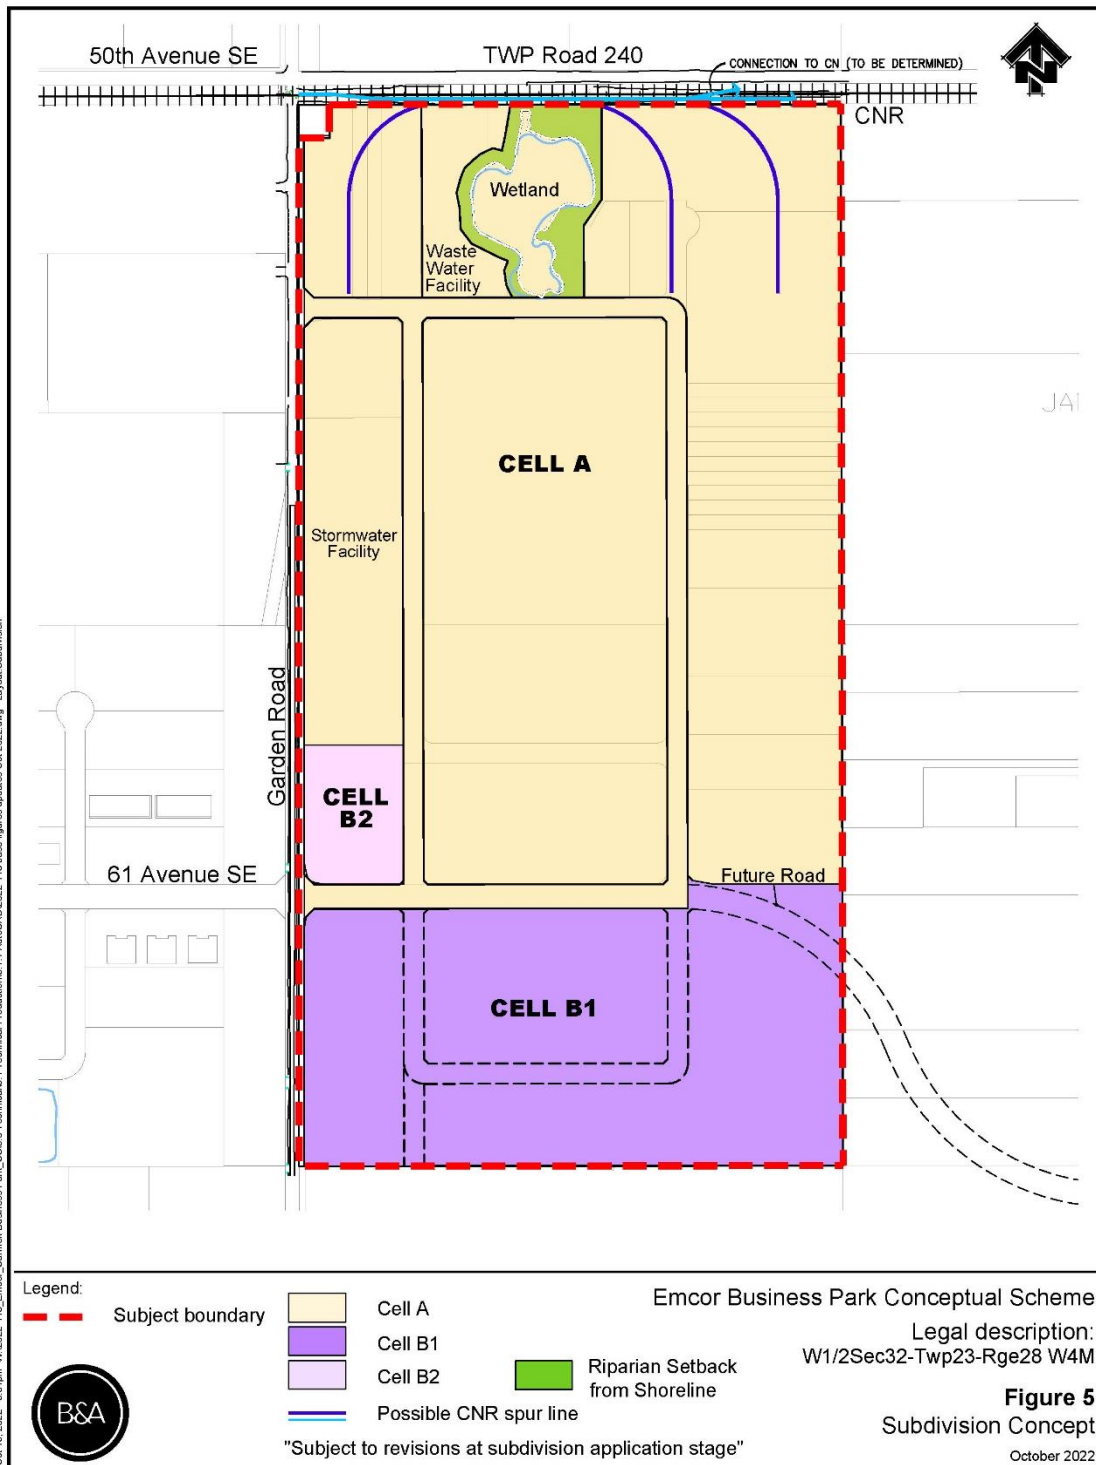 50th Avenue SE
TWP Road 240
CONNECTION TO CN (TO BE DETERMINED)
N
CNR
Wetland
Waste
Water
Facility
JAI
CELL A
Stormwater
Facility
Garden Road
CELL
B2
61 Avenue SE
Future Road
CELL B1
Legend:
Subject boundary
Cell A
Cell B1
Cell B2
Riparian Setback
from Shoreline
Possible CNR spur line
"Subject to revisions at subdivision application stage"
B&A
Emcor Business Park Conceptual Scheme
Legal description:
W1/2Sec32-Twp23-Rge28 W4M
Figure 5
Subdivision Concept
October 2022